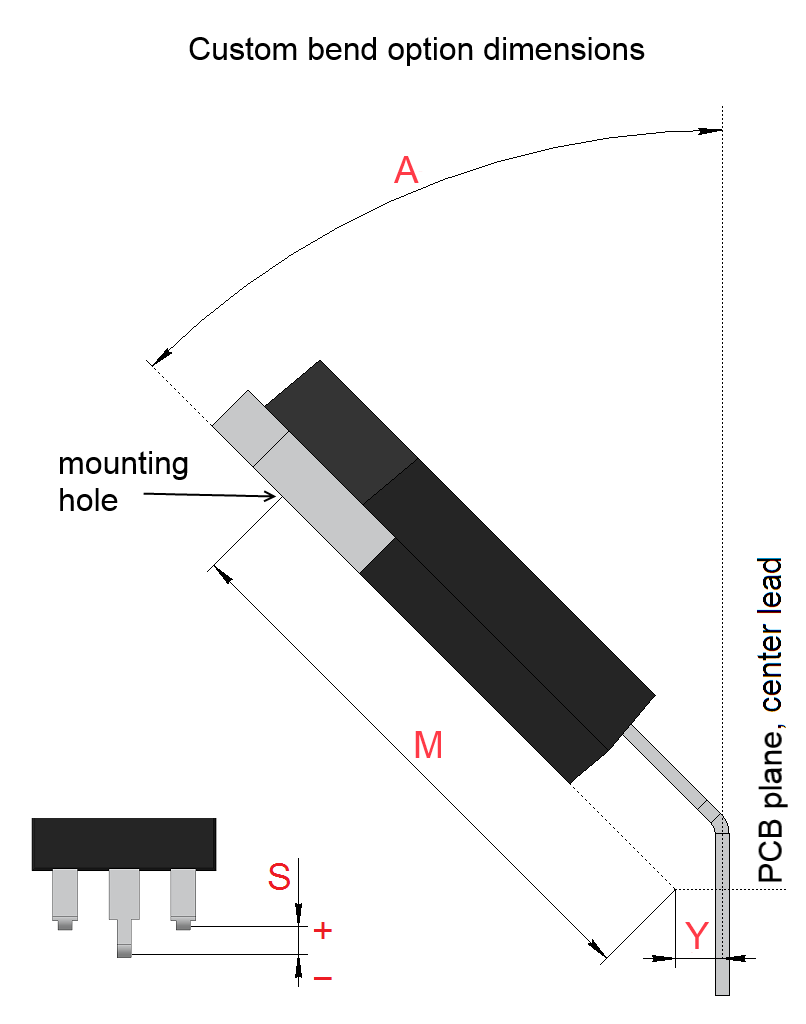 Custom bend option dimensions
A
mounting
hole
PCB plane, center lead
M
S
+
–
Y